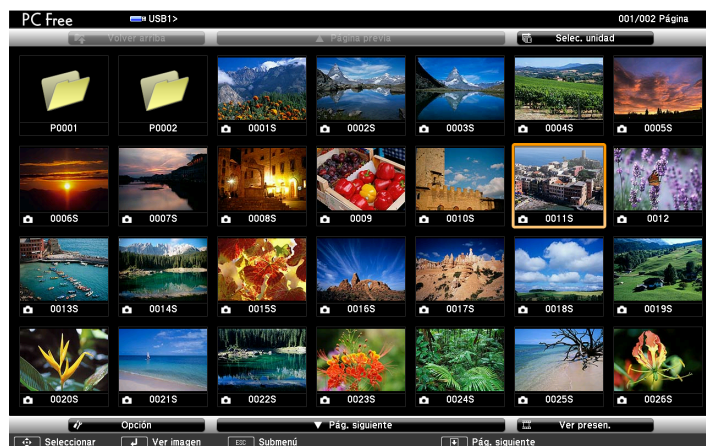 PC Free USB1> 001/002 Página
Volver arriba ▲ Página previa Selec. unidad
P0001 P0002 0001S 0002S 0003S 0004S 0005S
0006S 0007S 0008S 0009 0010S 0011S 0012
0013S 0014S 0015S 0016S 0017S 0018S 0019S
0020S 0021S 0022S 0023S 0024S 0025S 0026S
Opción ▼ Pág. siguiente Ver presen.
Seleccionar Ver imagen ESC Submenú Pág. siguiente